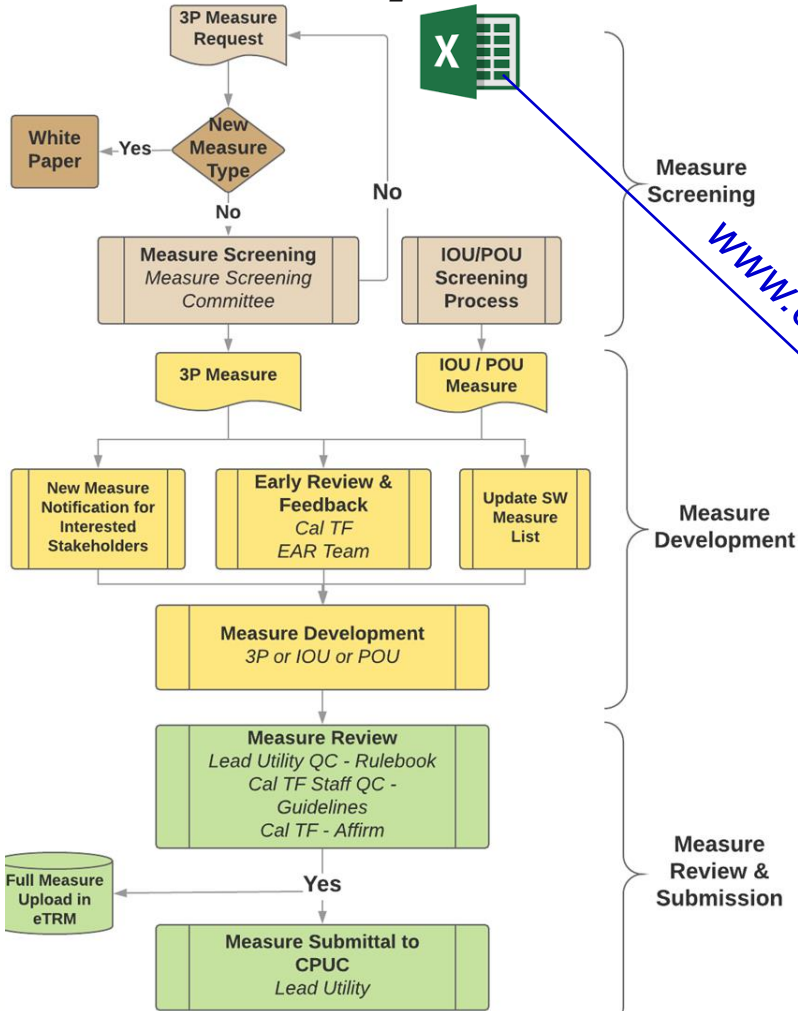 3P Measure
Request
X
New
Measure
Type
Yes
White
Paper
No
No
Measure
Screening
Measure Screening
Measure Screening
Committee
IOU/POU
Screening
Process
www.
3P Measure
IOU / POU
Measure
New Measure
Notification for
Interested
Stakeholders
Early Review &
Feedback
Cal TF
EAR Team
Update SW
Measure
List
Measure
Development
Measure Development
3P or IOU or POU
Measure Review
Lead Utility QC - Rulebook
Cal TF Staff QC -
Guidelines
Cal TF - Affirm
Measure
Review &
Submission
Yes
Full Measure
Upload in
eTRM
Measure Submittal to
CPUC
Lead Utility